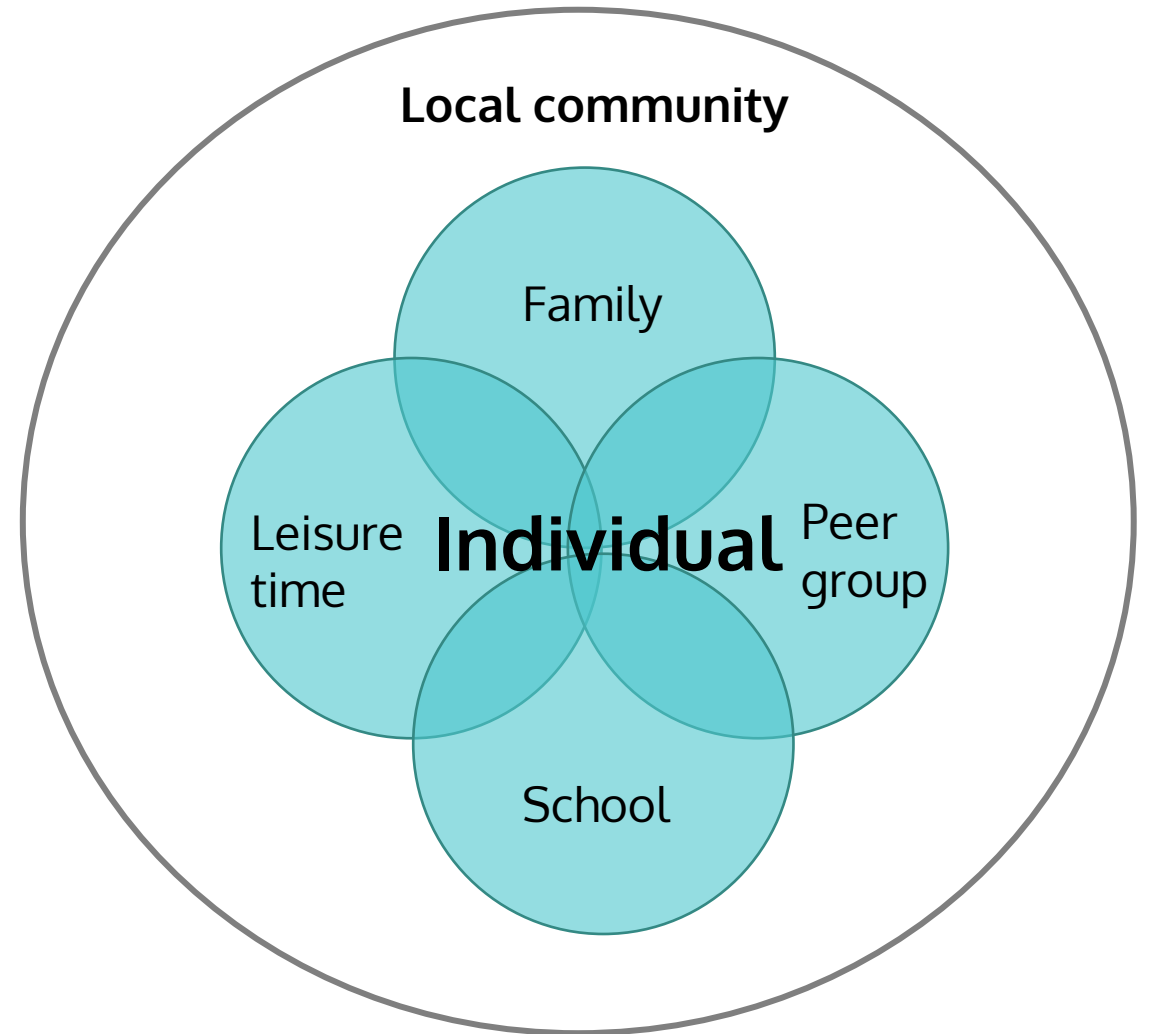 Local community
Family
Leisure
time
Individual
Peer
group
School